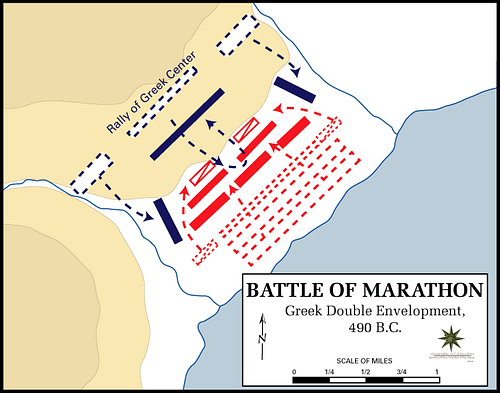 Rally of Greek Center
BATTLE OF MARATHON
Greek Double Envelopment,
490 B.C.
N
SCALE OF MILES
0 1/4 1/2 3/4 1